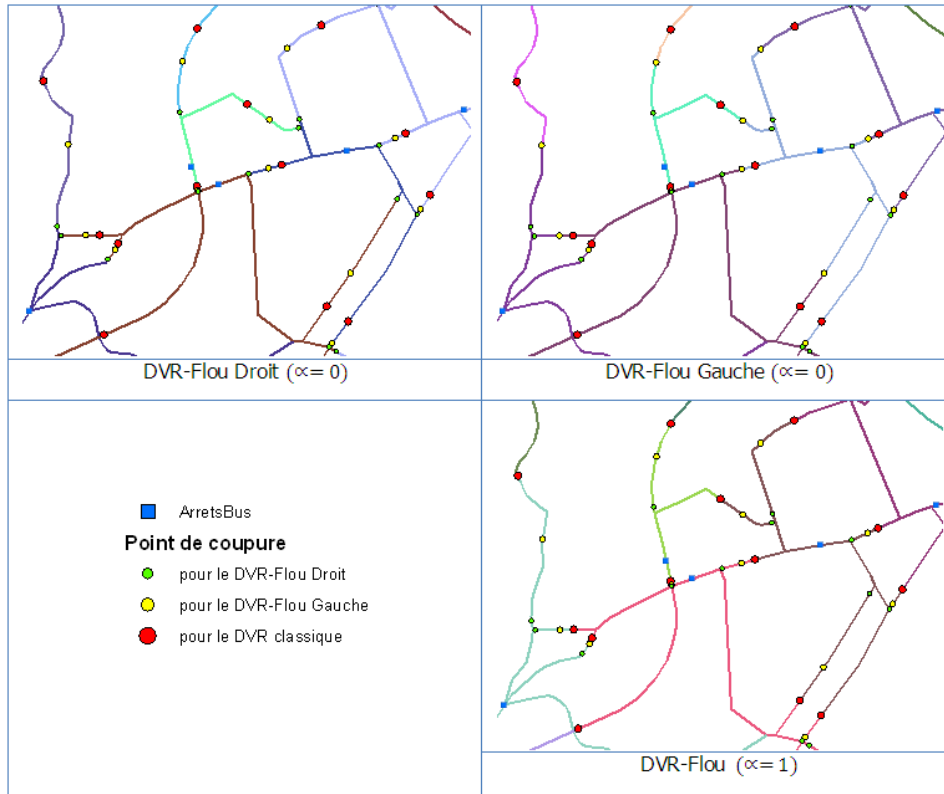 DVR-Flou Droit (∝= 0)
DVR-Flou Gauche (∝= 0)
ArretsBus
Point de coupure
pour le DVR-Flou Droit
pour le DVR-Flou Gauche
pour le DVR classique
DVR-Flou (∝= 1)